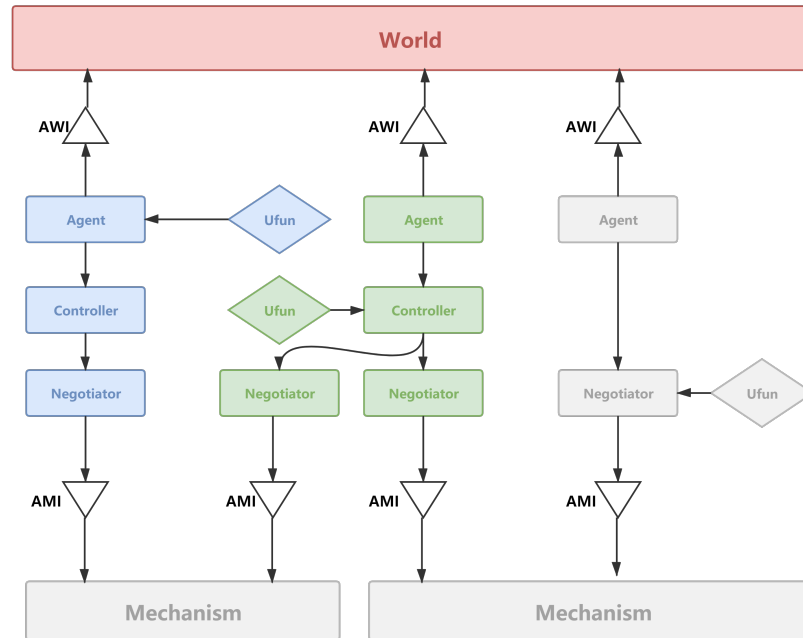 World
AWI
AWI
AWI
Agent
Ufun
Agent
Agent
Controller
Ufun
Controller
Negotiator
Negotiator
Negotiator
Negotiator
Ufun
AMI
AMI
AMI
AMI
Mechanism
Mechanism